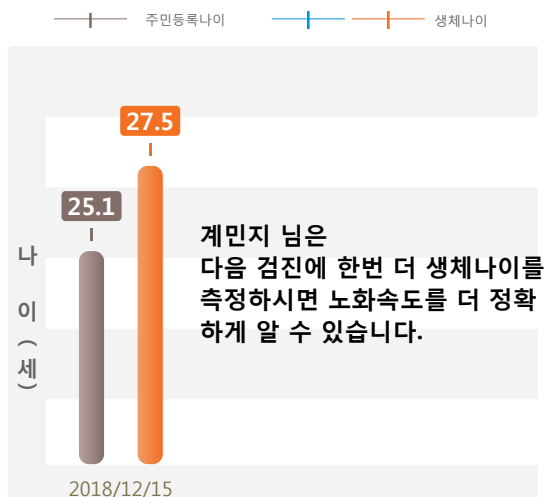 주민등록나이 생체나이
27.5
25.1
계민지 님은
다음 검진에 한번 더 생체나이를
측정하시면 노화속도를 더 정확
하게 알 수 있습니다.
나이(세)
2018/12/15